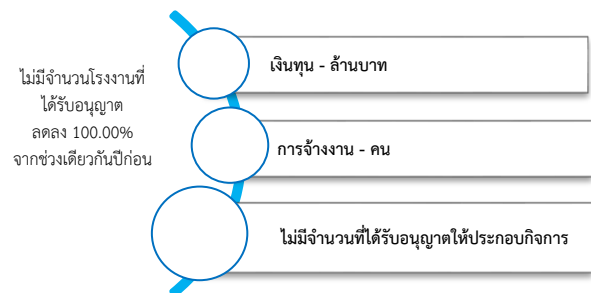 ไม่มีจำนวนโรงงานที่
ได้รับอนุญาต
ลดลง 100.00%
จากช่วงเดียวกันปีก่อน
เงินทุน - ล้านบาท
การจ้างงาน - คน
ไม่มีจำนวนที่ได้รับอนุญาตให้ประกอบกิจการ